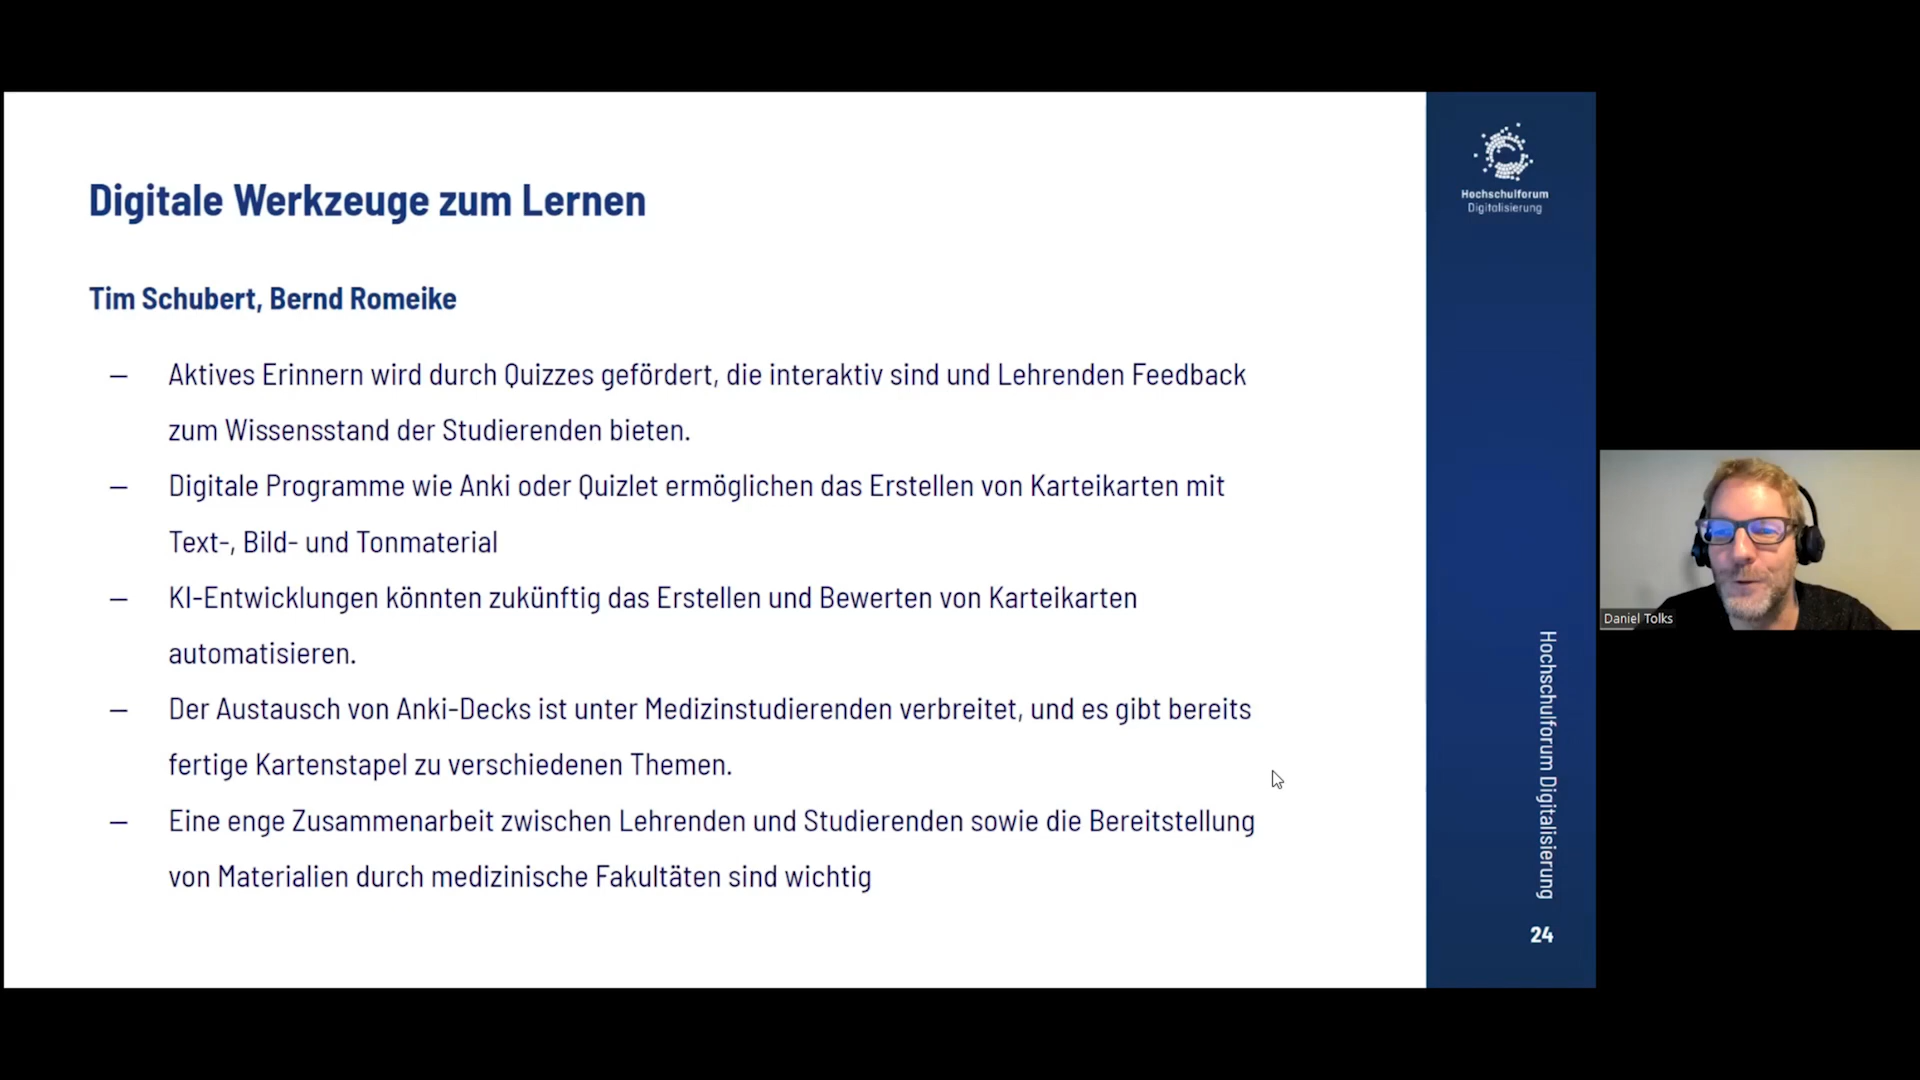 Digitale Werkzeuge zum Lernen
Tim Schubert, Bernd Romeike
— Aktives Erinnern wird durch Quizzes gefördert, die interaktiv sind und Lehrenden Feedback
zum Wissensstand der Studierenden bieten.
— Digitale Programme wie Anki oder Quizlet ermöglichen das Erstellen von Karteikarten mit
Text-, Bild- und Tonmaterial
— KI-Entwicklungen könnten zukünftig das Erstellen und Bewerten von Karteikarten
automatisieren.
— Der Austausch von Anki-Decks ist unter Medizinstudierenden verbreitet, und es gibt bereits
fertige Kartenstapel zu verschiedenen Themen.
— Eine enge Zusammenarbeit zwischen Lehrenden und Studierenden sowie die Bereitstellung
von Materialien durch medizinische Fakultäten sind wichtig
Hochschulforum
Digitalisierung
Hochschulforum Digitalisierung
24
Daniel Tolks